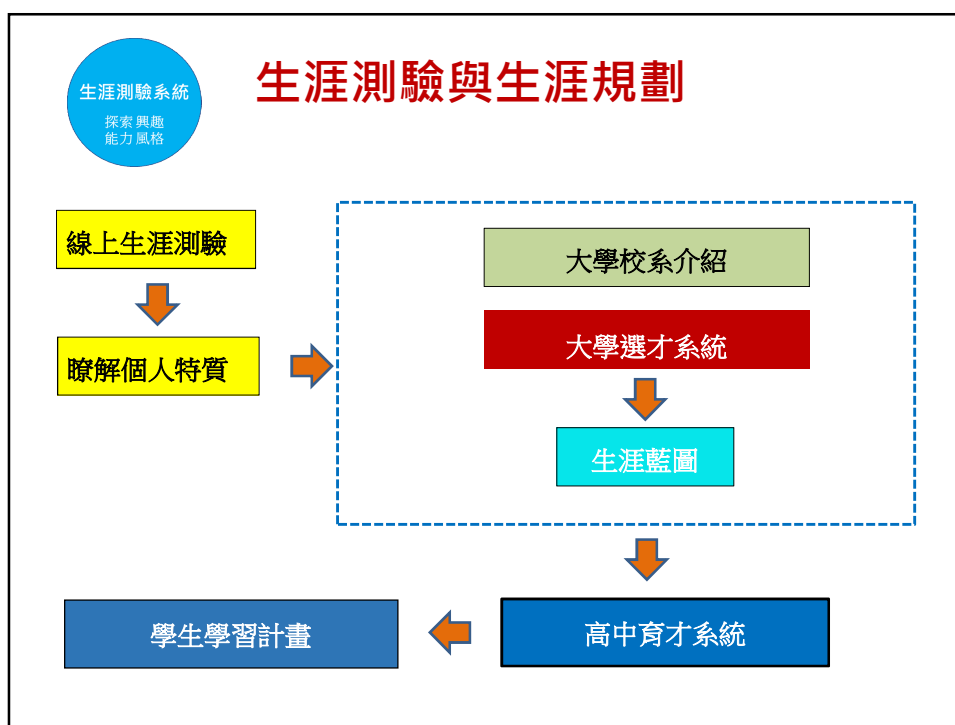 生涯測驗與生涯規劃
生涯測驗系統
探索 興趣
能力 風格
線上生涯測驗
瞭解個人特質
大學校系介紹
大學選才系統
生涯藍圖
高中育才系統
學生學習計畫